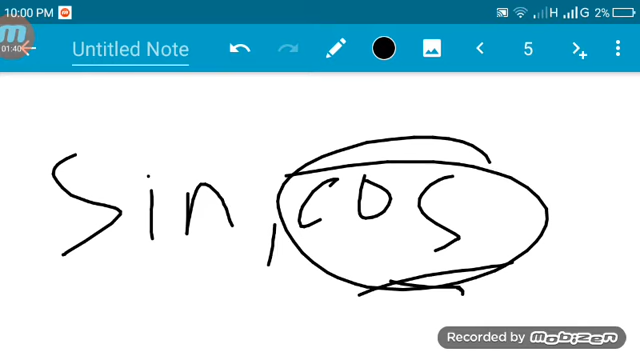 10:00 PM H G 2%
01:40 Untitled Note 5
Sin, cos
Recorded by mobizen